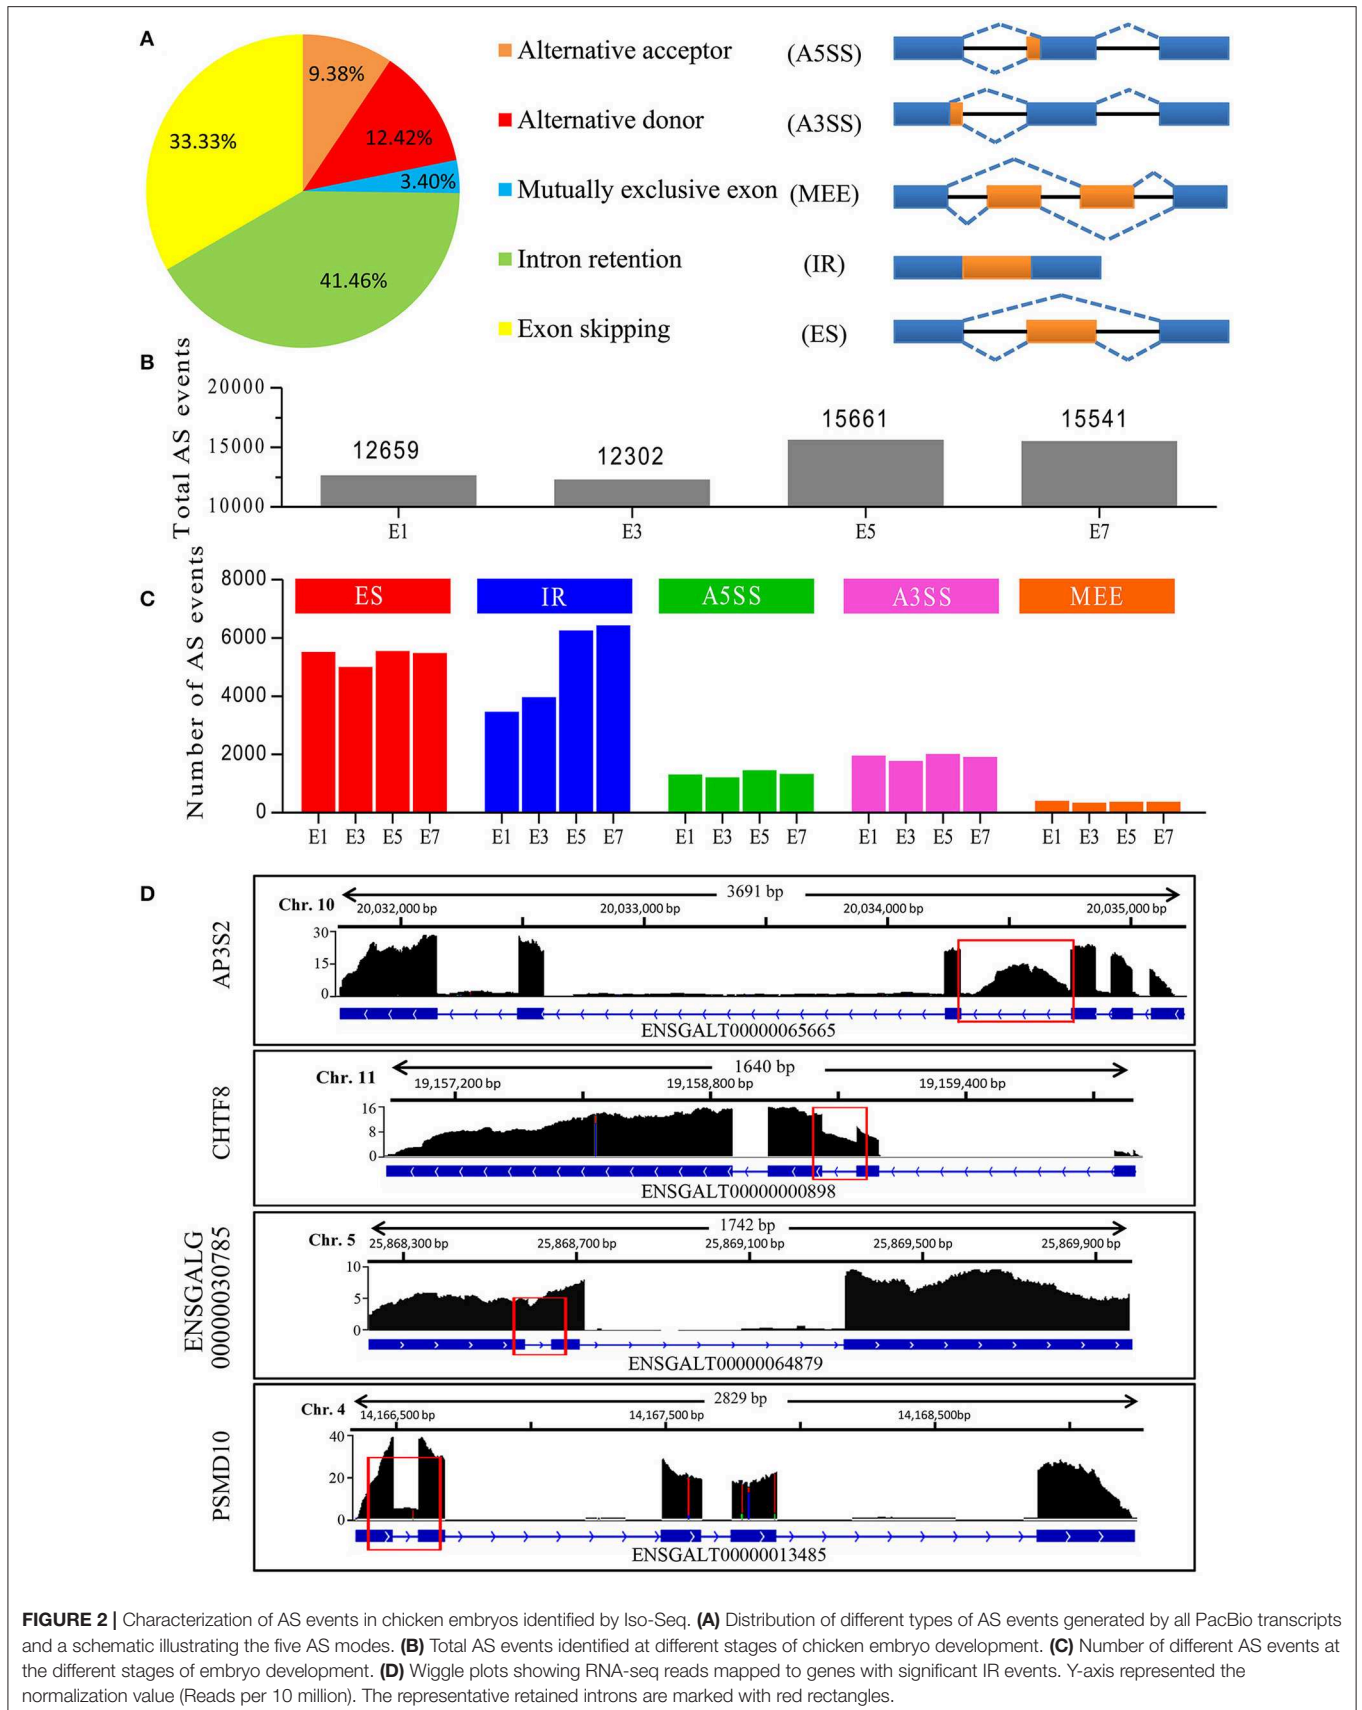 A
9.38%
12.42%
3.40%
41.46%
33.33%
Alternative acceptor (A5SS)
Alternative donor (A3SS)
Mutually exclusive exon (MEE)
Intron retention (IR)
Exon skipping (ES)
B
Total AS events
20000
15000
10000
12659
12302
15661
15541
E1 E3 E5 E7
C
Number of AS events
8000
6000
4000
2000
0
ES IR A5SS A3SS MEE
E1 E3 E5 E7 E1 E3 E5 E7 E1 E3 E5 E7 E1 E3 E5 E7 E1 E3 E5 E7
D
AP3S2
3691 bp
Chr. 10 20,032,000 bp 20,033,000 bp 20,034,000 bp 20,035,000 bp
30
15
0
ENSGALT00000065665
CHTF8
1640 bp
Chr. 11 19,157,200 bp 19,158,800 bp 19,159,400 bp
16
8
0
ENSGALT00000000898
ENSGALG
00000030785
1742 bp
Chr. 5 25,868,300 bp 25,868,700 bp 25,869,100 bp 25,869,500 bp 25,869,900 bp
10
5
0
ENSGALT00000064879
PSMD10
2829 bp
Chr. 4 14,166,500 bp 14,167,500 bp 14,168,500bp
40
20
0
ENSGALT00000013485
FIGURE 2 | Characterization of AS events in chicken embryos identified by Iso-Seq. (A) Distribution of different types of AS events generated by all PacBio transcripts
and a schematic illustrating the five AS modes. (B) Total AS events identified at different stages of chicken embryo development. (C) Number of different AS events at
the different stages of embryo development. (D) Wiggle plots showing RNA-seq reads mapped to genes with significant IR events. Y-axis represented the
normalization value (Reads per 10 million). The representative retained introns are marked with red rectangles.